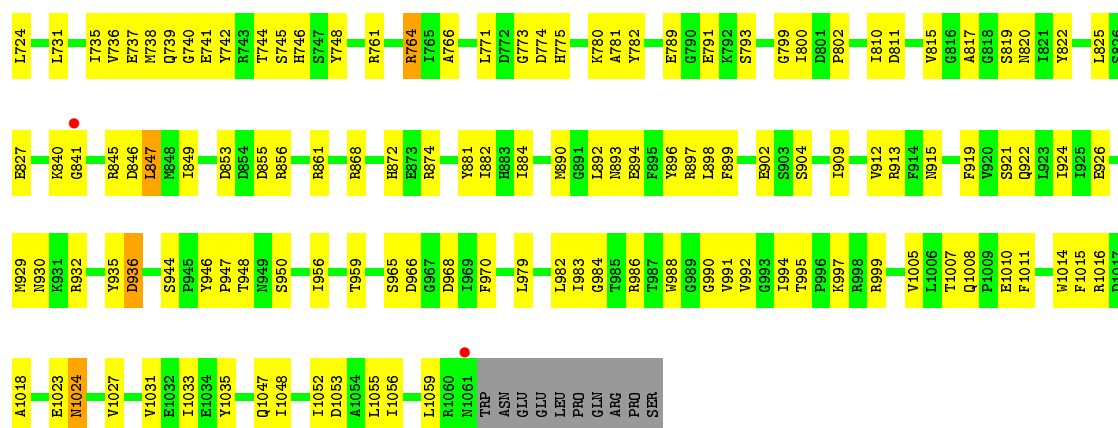 L724 L731 I735 V736 E737 M738 Q739 G740 E741 Y742 R743 T744 S745 H746 S747 Y748 R761 R764 I765 A766 L771 D772 G773 D774 H775 K780 A781 Y782 E789 G790 E791 K792 S793 G799 I800 D801 P802 I810 D811 V815 G816 A817 G818 S819 N820 I821 Y822 L825
E827 K840 G841 R845 D846 L847 M848 I849 D853 D854 D855 R856 R861 R868 H872 E873 R874 Y881 I882 H883 I884 M890 G891 L892 N893 E894 F895 Y896 R897 L898 F899 E902 S903 S904 I909 V912 R913 F914 N915 F919 V920 S921 Q922 L923 I924 I925 E926
M929 N930 K931 R932 Y935 D936 S944 P945 Y946 P947 T948 N949 S950 I956 T959 S965 D966 G967 D968 I969 F970 L979 L982 I983 G984 T985 R986 T987 W988 G989 G990 V991 V992 G993 I994 T995 P996 K997 R998 R999 V1005 L1006 T1007 Q1008 P1009 E1010 F1011 W1014 F1015 R1016
A1018 E1023 N1024 V1027 V1031 E1032 I1033 E1034 Y1035 Q1047 I1048 I1052 D1053 A1054 L1055 I1056 L1059 R1060 N1061 TRP ASN GLU GLU LEU PRO GLN ARG PRO SER